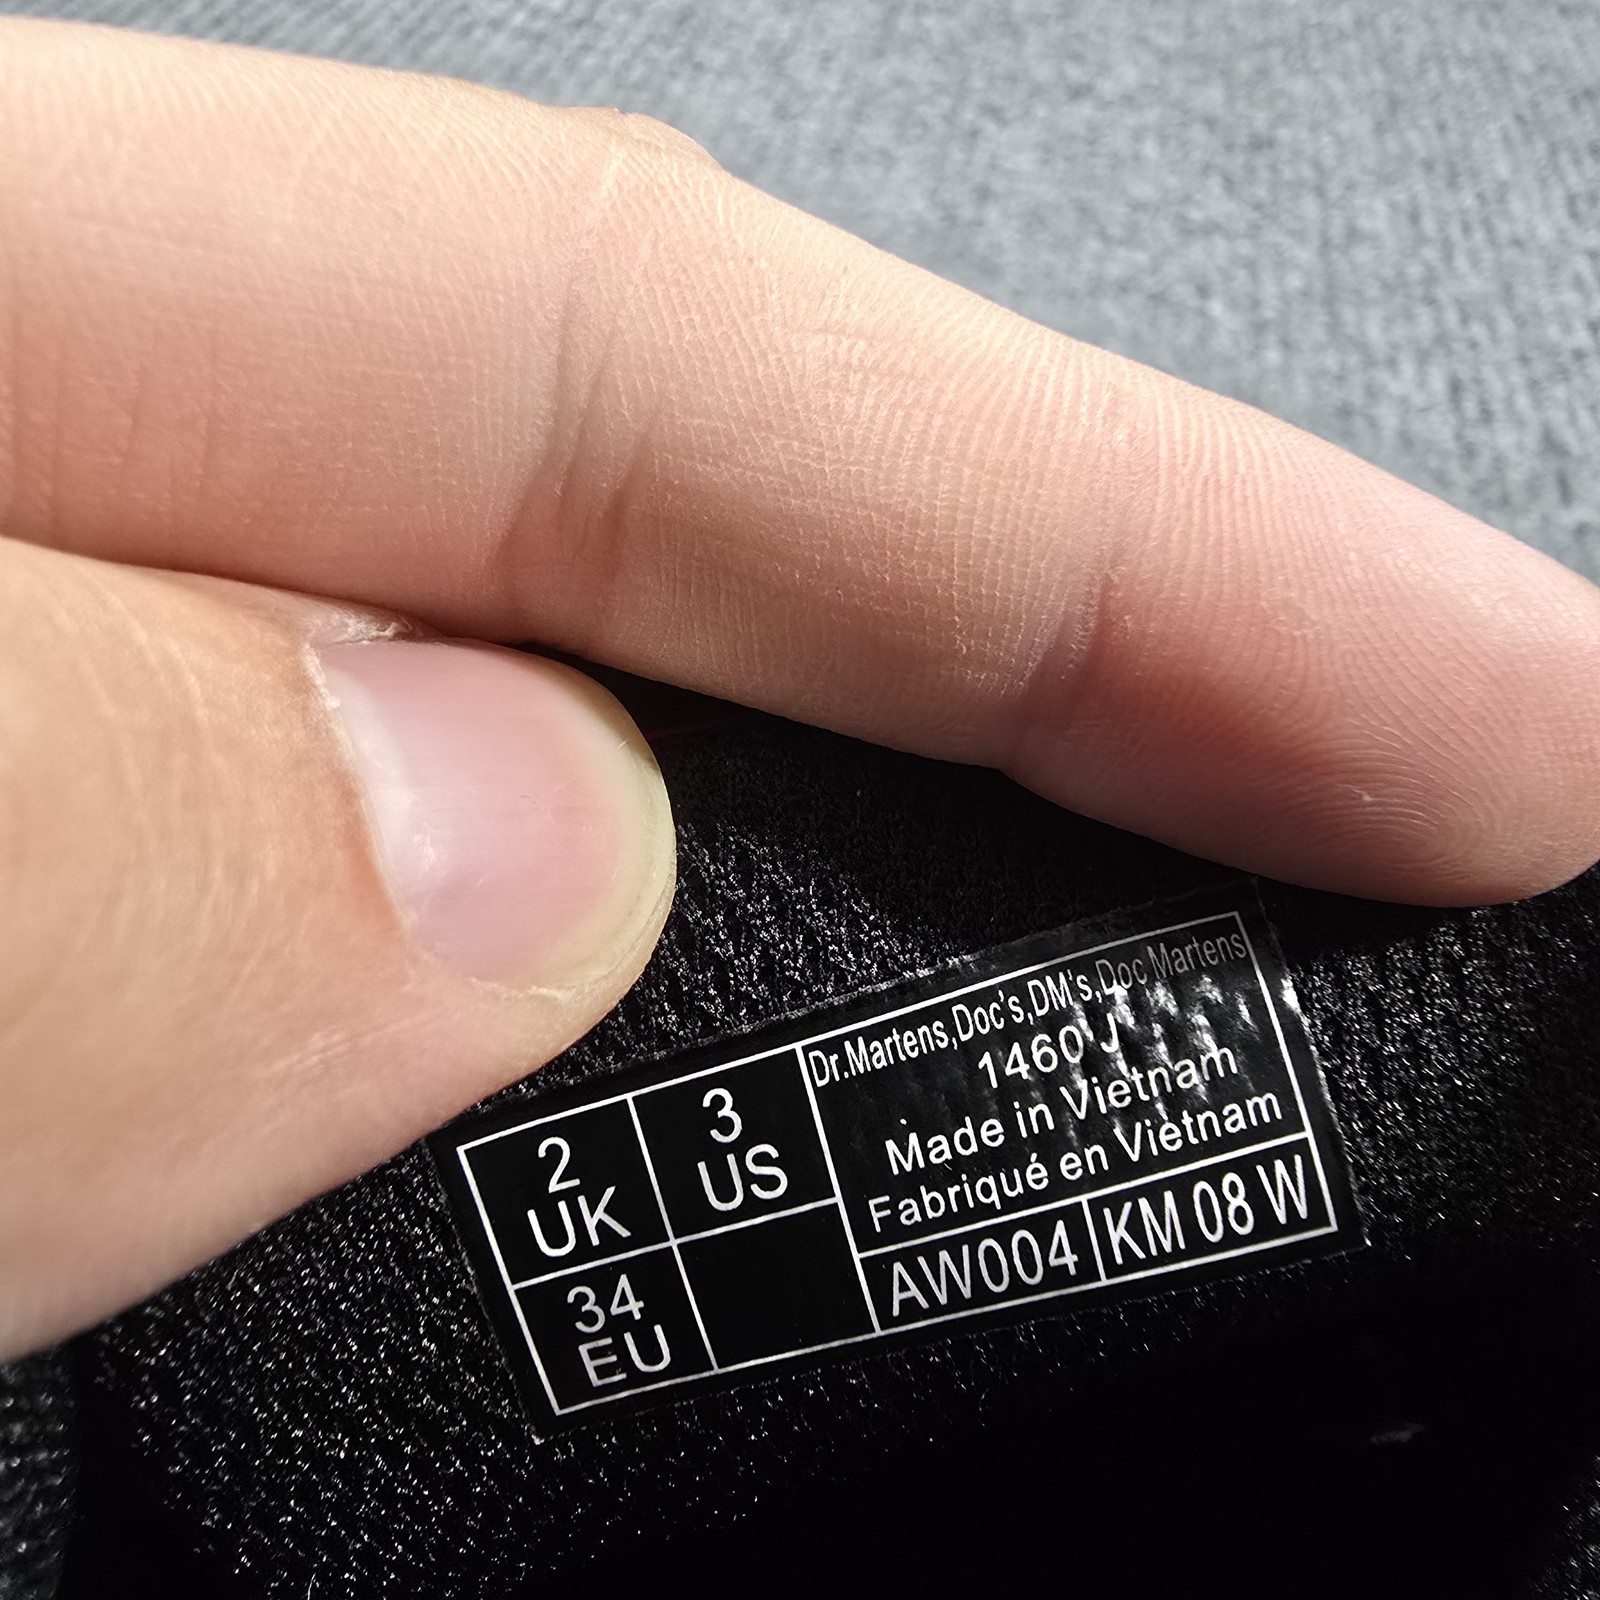 2
UK
3
US
34
EU
Dr.Martens,Doc's,DM's,Doc Martens
1460 J
Made in Vietnam
Fabriqué en Vietnam
AW004
KM 08 W